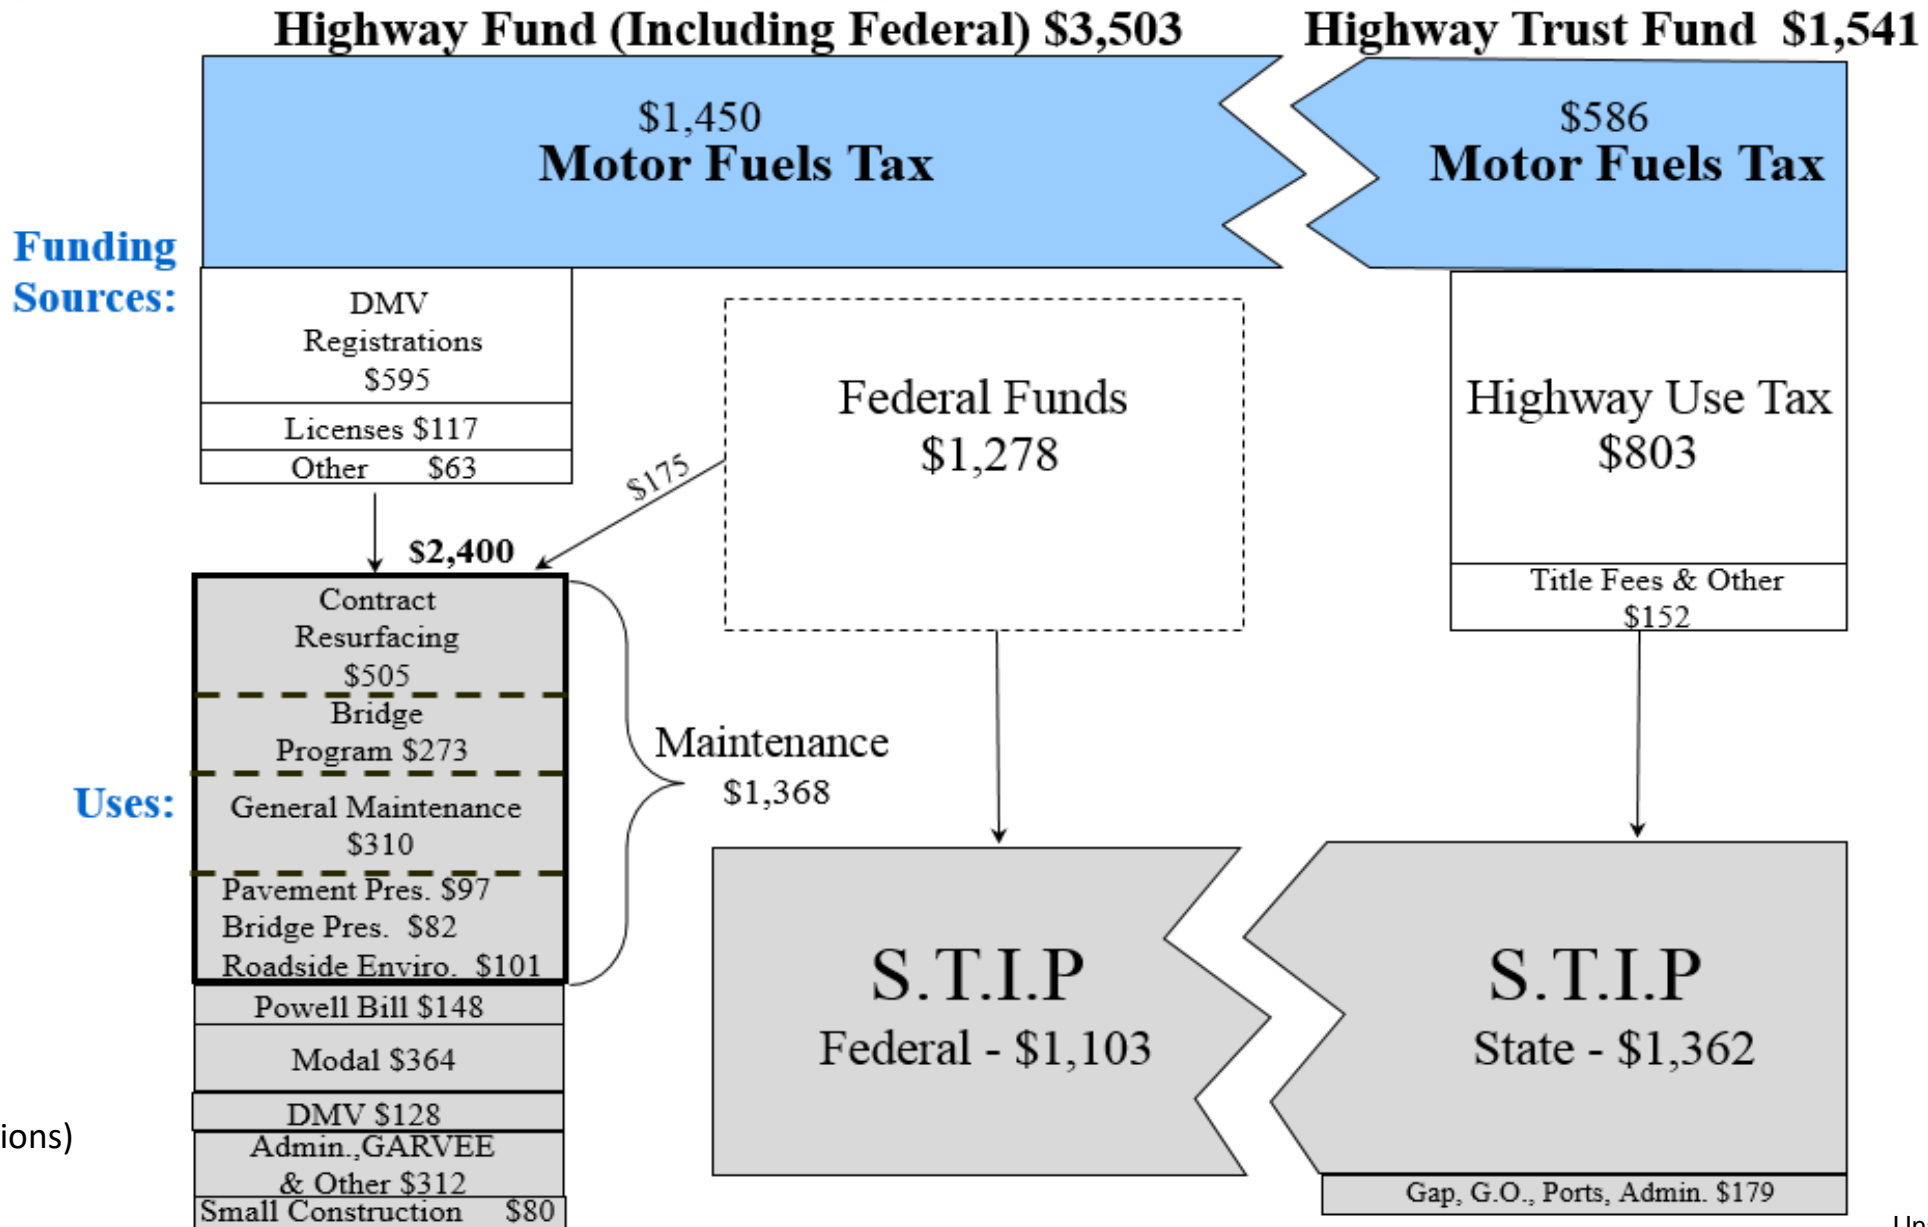 Highway Fund (Including Federal) $3,503
Highway Trust Fund $1,541
$1,450
Motor Fuels Tax
$586
Motor Fuels Tax
Funding
Sources:
DMV
Registrations
$595
Licenses $117
Other $63
Federal Funds
$1,278
$175
Highway Use Tax
$803
Title Fees & Other
$152
$2,400
Uses:
Contract
Resurfacing
$505
Bridge
Program $273
General Maintenance
$310
Pavement Pres. $97
Bridge Pres. $82
Roadside Enviro. $101
Maintenance
$1,368
Powell Bill $148
Modal $364
DMV $128
Admin.,GARVEE
& Other $312
Small Construction $80
S.T.I.P
Federal - $1,103
S.T.I.P
State - $1,362
Gap, G.O., Ports, Admin. $179
ions)